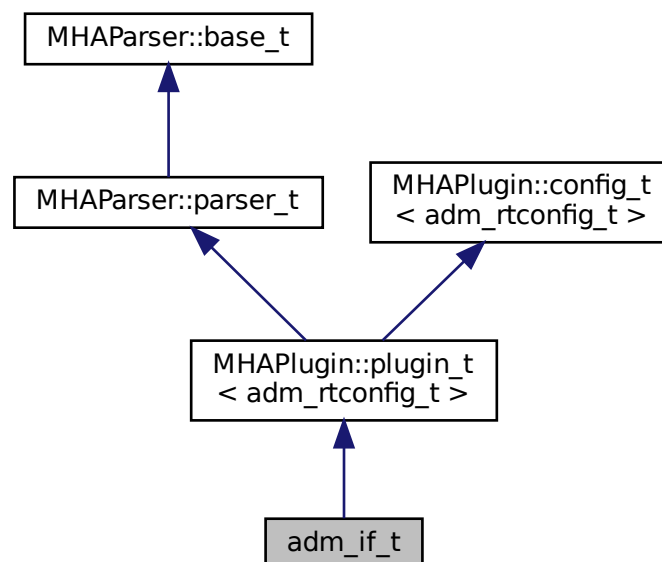 MHAParser::base_t
MHAParser::parser_t
MHAPlugin::config_t
< adm_rtconfig_t >
MHAPlugin::plugin_t
< adm_rtconfig_t >
adm_if_t